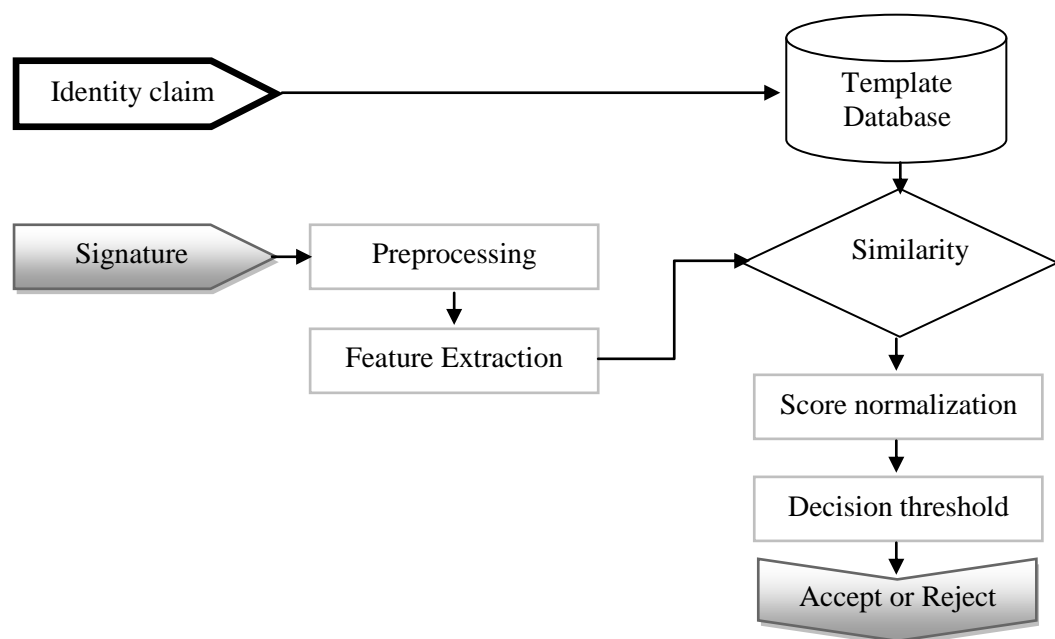 Identity claim
Template
Database
Signature
Preprocessing
Similarity
Feature Extraction
Score normalization
Decision threshold
Accept or Reject